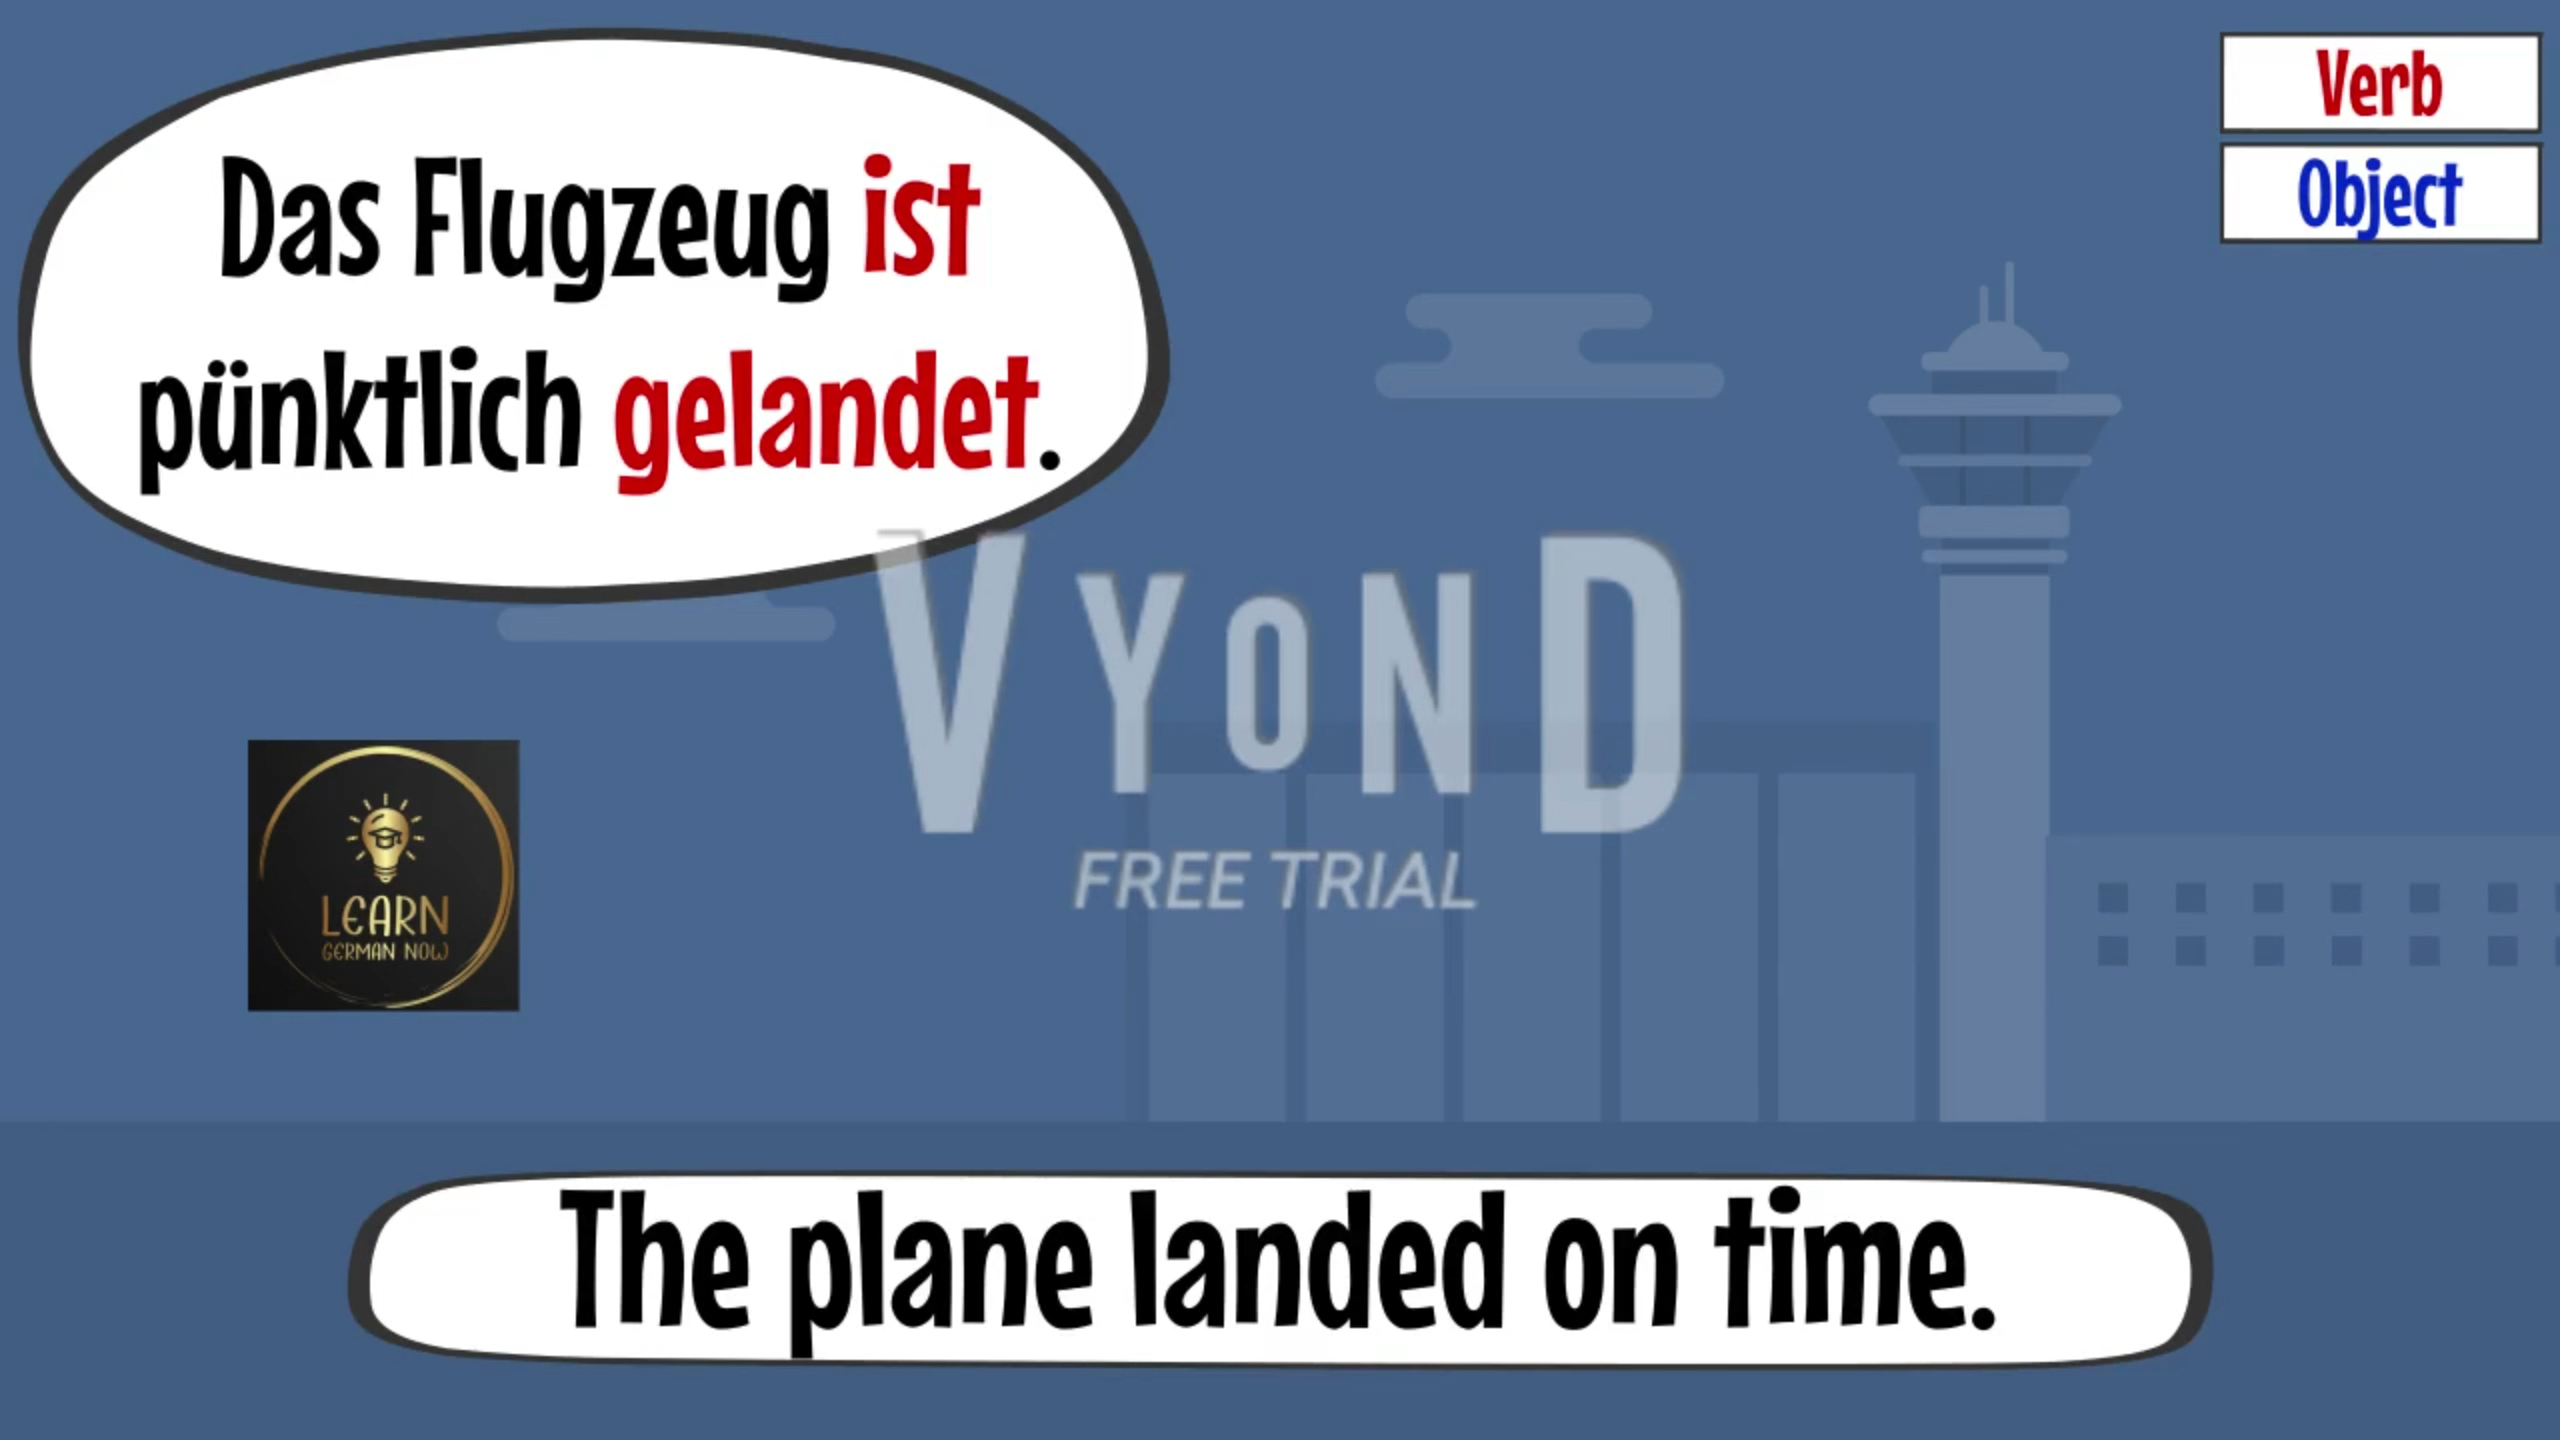 Das Flugzeug ist
pünktlich gelandet.
Verb
Object
VYoND
FREE TRIAL
LEARN
GERMAN NOW
The plane landed on time.